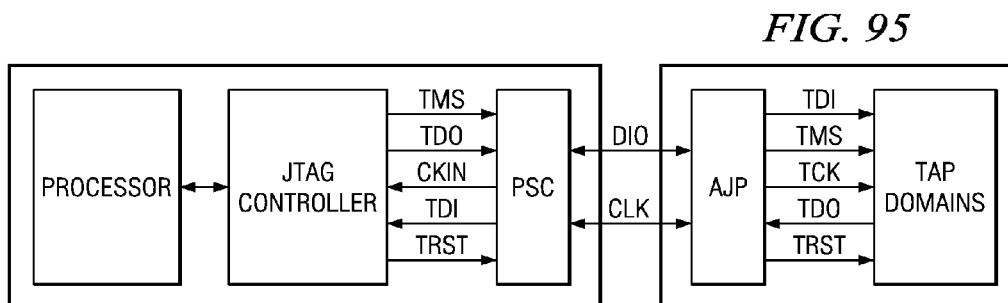 FIG. 95
PROCESSOR
JTAG
CONTROLLER
TMS
TDO
CKIN
TDI
TRST
PSC
DIO
CLK
AJP
TDI
TMS
TCK
TDO
TRST
TAP
DOMAINS